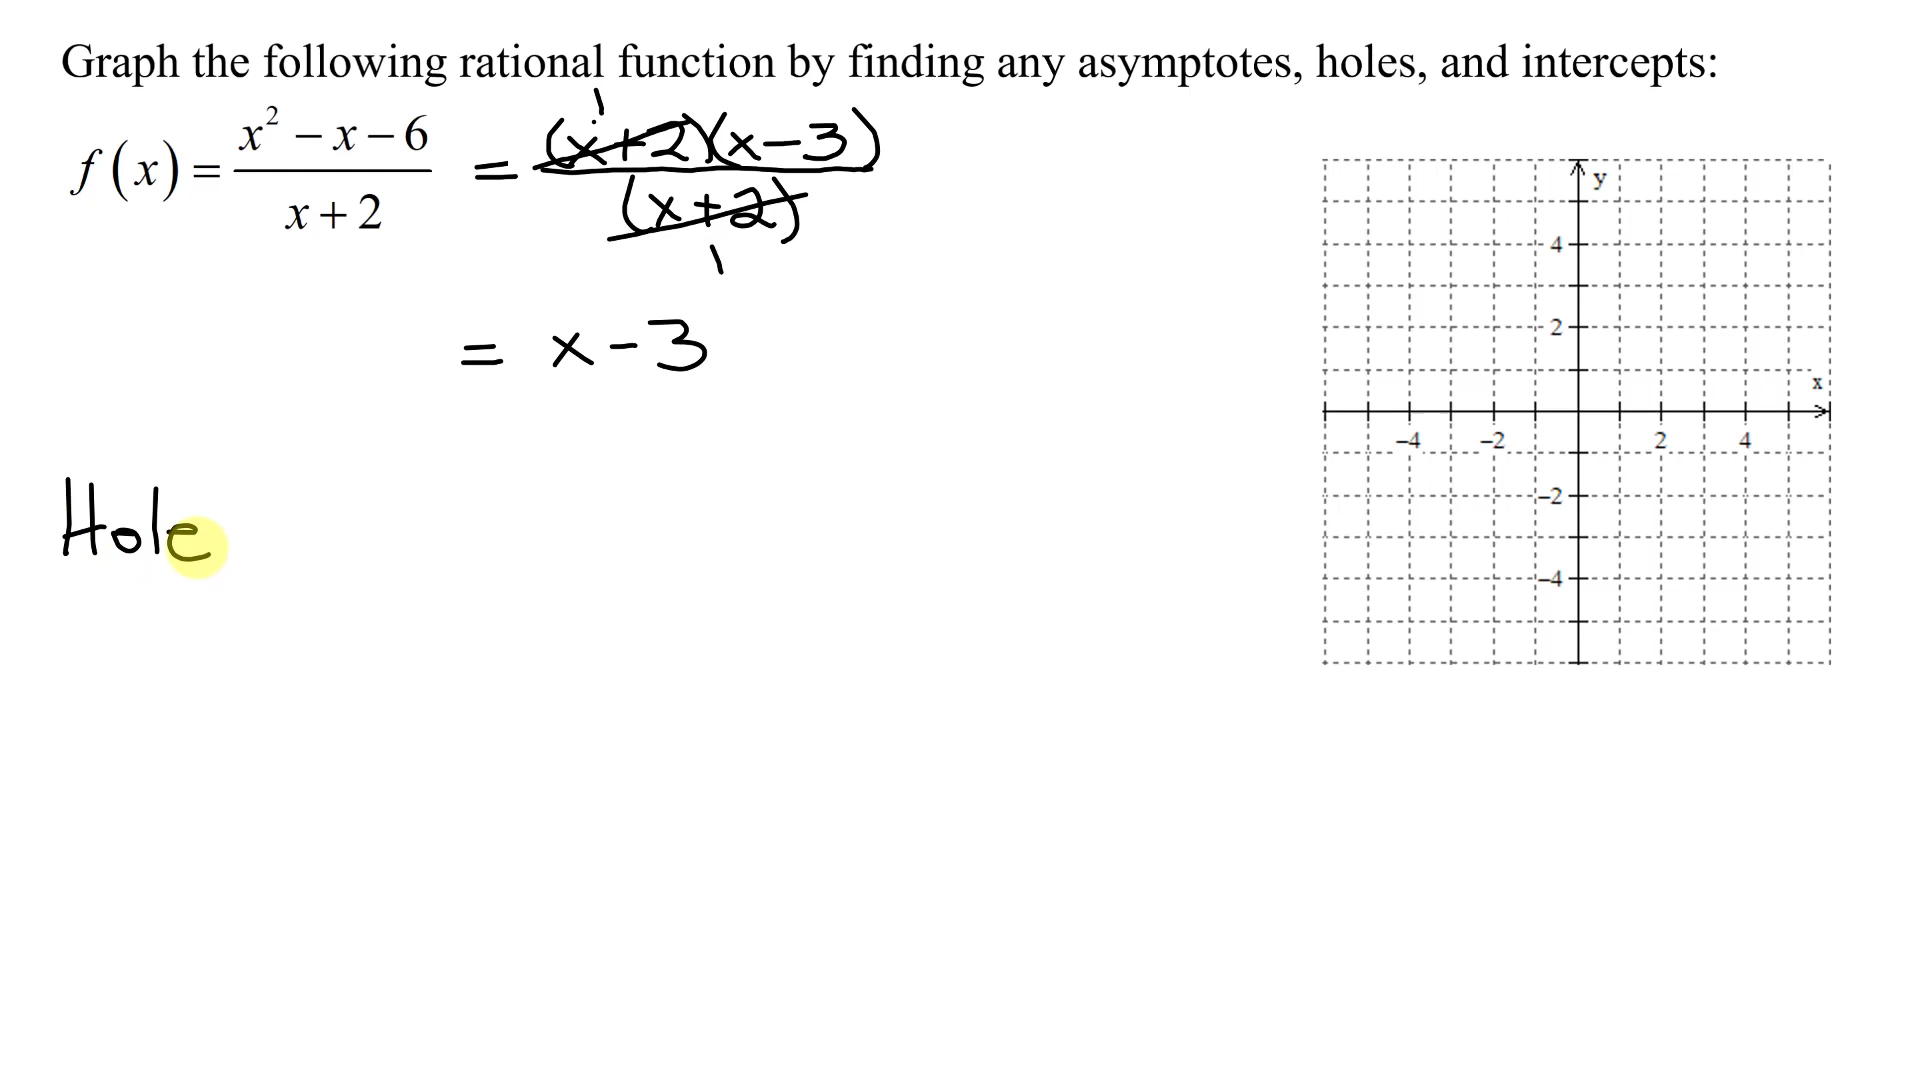 Graph the following rational function by finding any asymptotes, holes, and intercepts:
f(x) = (x² − x − 6)/(x + 2) = (x+2)(x−3)/(x+2)
1
1
= x − 3
Hole
y
4
2
x
−4 −2 2 4
−2
−4